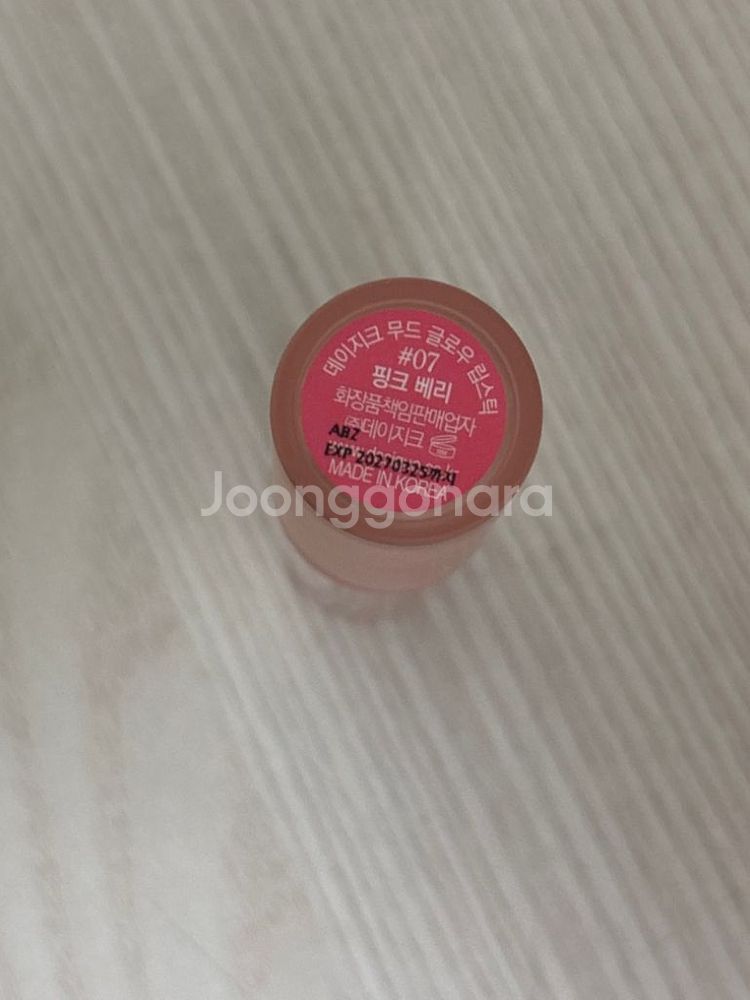 데이지크 무드 글로우 립스틱
#07
핑크 베리
화장품책임판매업자
㈜데이지크
ABZ
EXP 20270325까지
MADE IN KOREA
Joonggonara